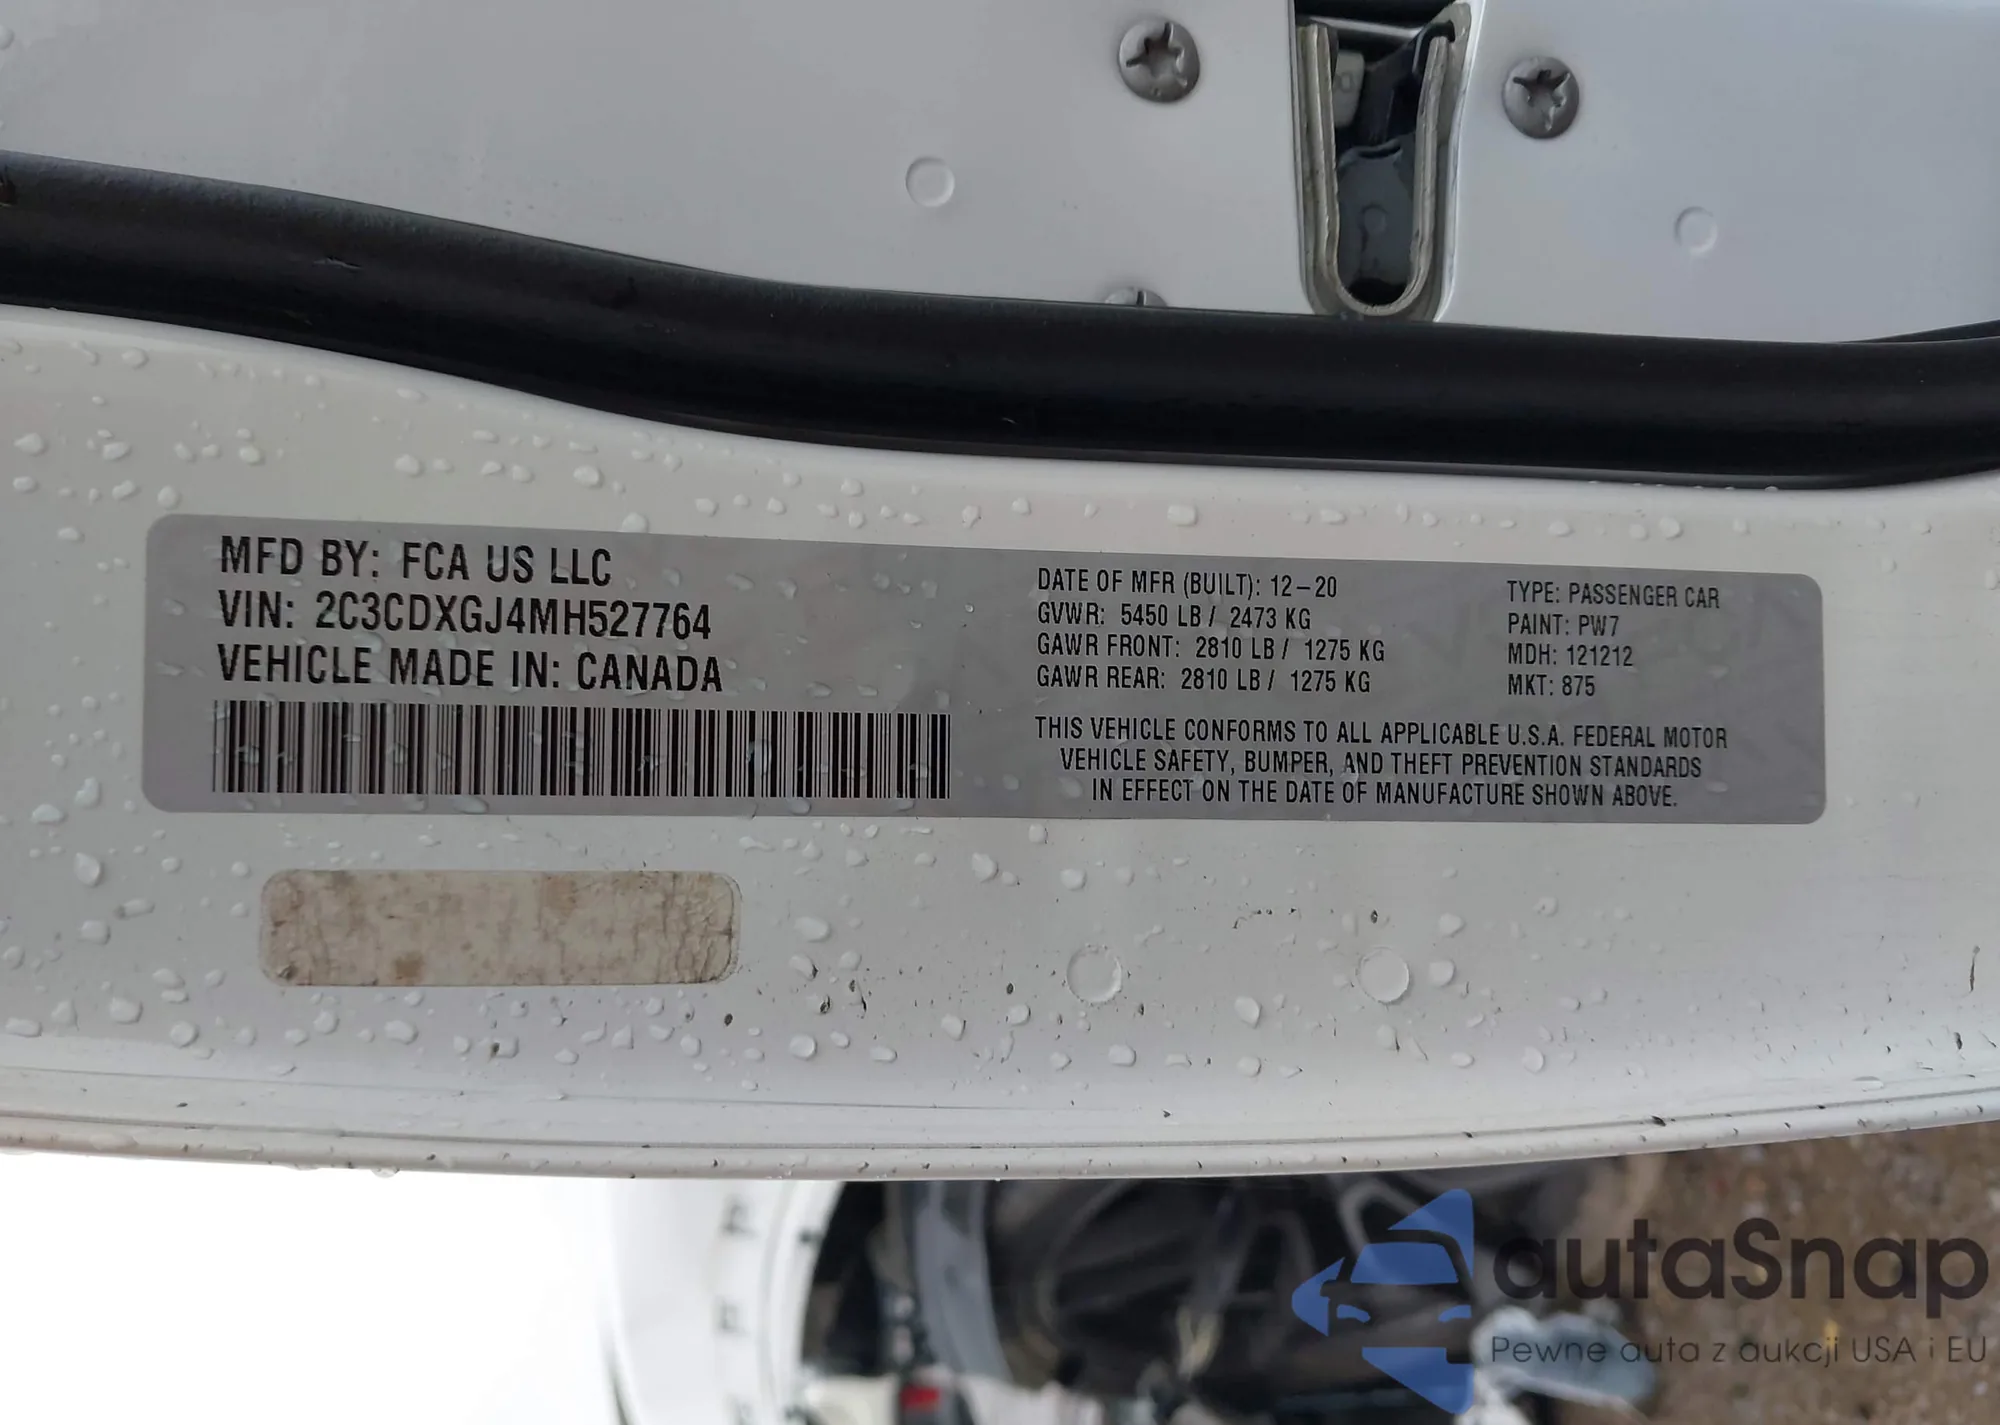 MFD BY: FCA US LLC
VIN: 2C3CDXGJ4MH527764
VEHICLE MADE IN: CANADA
DATE OF MFR (BUILT): 12-20
GVWR: 5450 LB / 2473 KG
GAWR FRONT: 2810 LB / 1275 KG
GAWR REAR: 2810 LB / 1275 KG
TYPE: PASSENGER CAR
PAINT: PW7
MDH: 121212
MKT: 875
THIS VEHICLE CONFORMS TO ALL APPLICABLE U.S.A. FEDERAL MOTOR
VEHICLE SAFETY, BUMPER, AND THEFT PREVENTION STANDARDS
IN EFFECT ON THE DATE OF MANUFACTURE SHOWN ABOVE.
autaSnap
Pewne auta z aukcji USA i EU